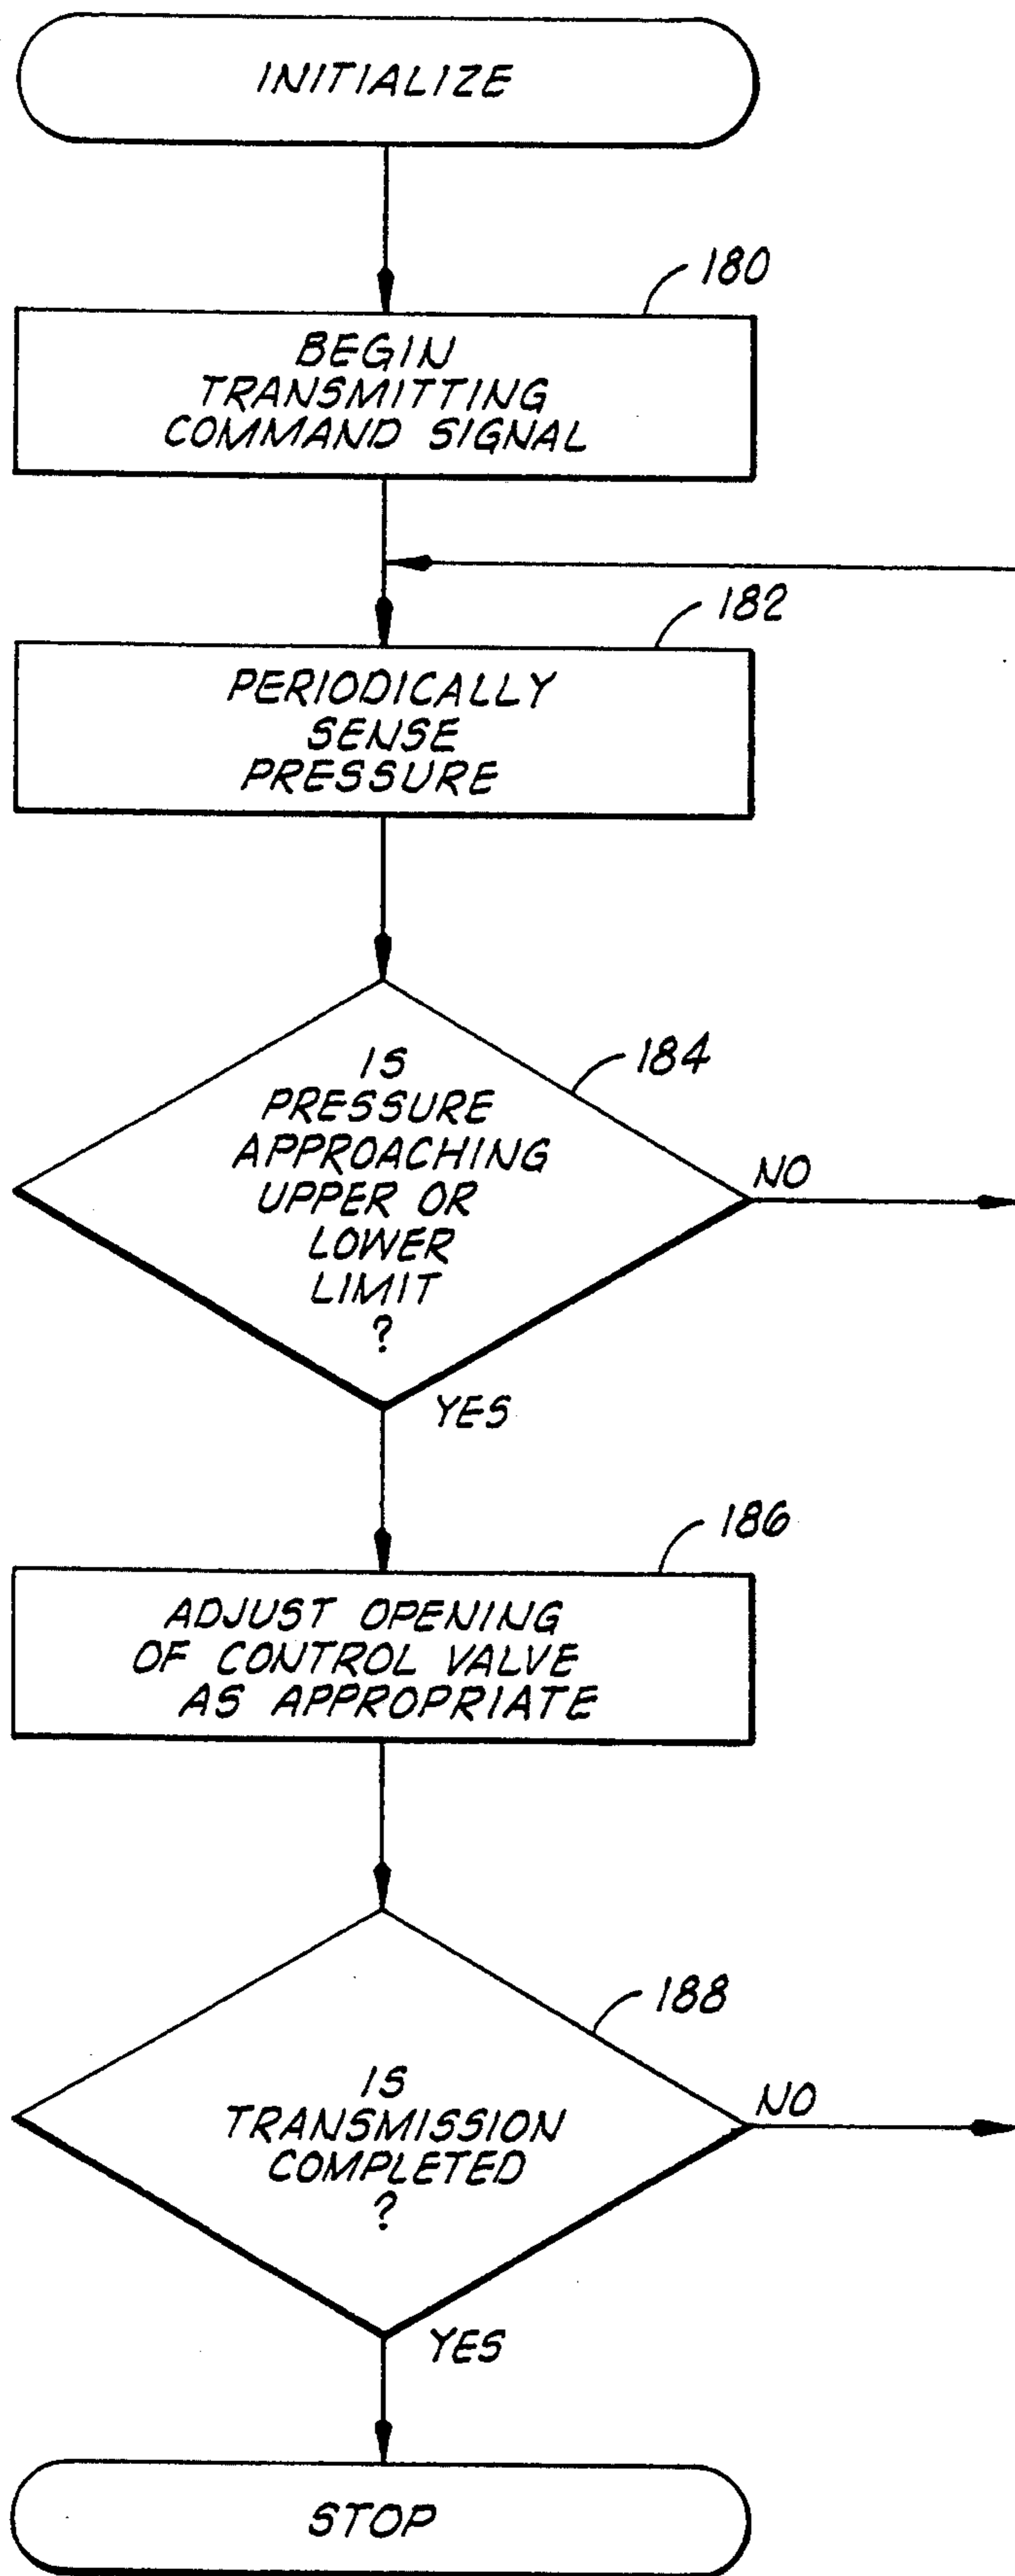 INITIALIZE
180
BEGIN
TRANSMITTING
COMMAND SIGNAL
182
PERIODICALLY
SENSE
PRESSURE
184
IS
PRESSURE
APPROACHING
UPPER OR
LOWER
LIMIT
?
NO
YES
186
ADJUST OPENING
OF CONTROL VALVE
AS APPROPRIATE
188
IS
TRANSMISSION
COMPLETED
?
NO
YES
STOP